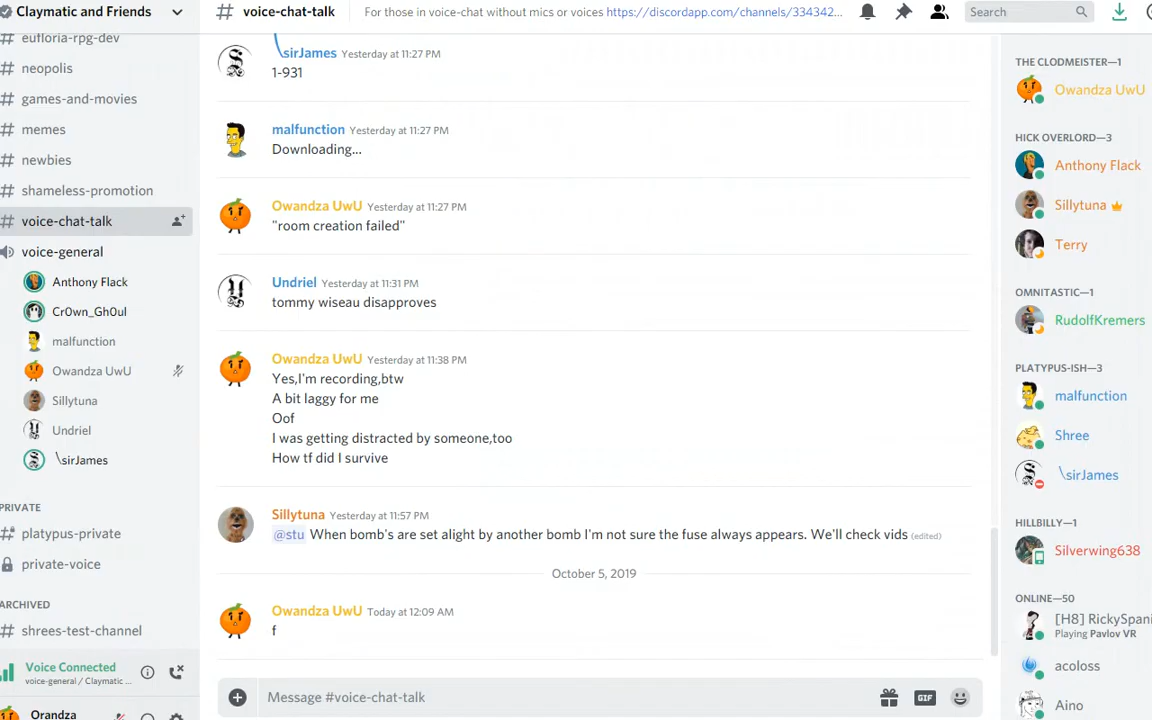 Claymatic and Friends
eufloria-rpg-dev
neopolis
games-and-movies
memes
newbies
shameless-promotion
voice-chat-talk
voice-general
Anthony Flack
Cr0wn_Gh0ul
malfunction
Owandza UwU
Sillytuna
Undriel
\sirJames
PRIVATE
platypus-private
private-voice
ARCHIVED
shrees-test-channel
Voice Connected
voice-general / Claymatic ...
Orandza
# voice-chat-talk
For those in voice-chat without mics or voices https://discordapp.com/channels/334342...
Search
\sirJames Yesterday at 11:27 PM
1-931
malfunction Yesterday at 11:27 PM
Downloading...
Owandza UwU Yesterday at 11:27 PM
"room creation failed"
Undriel Yesterday at 11:31 PM
tommy wiseau disapproves
Owandza UwU Yesterday at 11:38 PM
Yes,I'm recording,btw
A bit laggy for me
Oof
I was getting distracted by someone,too
How tf did I survive
Sillytuna Yesterday at 11:57 PM
@stu When bomb's are set alight by another bomb I'm not sure the fuse always appears. We'll check vids (edited)
October 5, 2019
Owandza UwU Today at 12:09 AM
f
Message #voice-chat-talk
GIF
THE CLODMEISTER—1
Owandza UwU
HICK OVERLORD—3
Anthony Flack
Sillytuna
Terry
OMNITASTIC—1
RudolfKremers
PLATYPUS-ISH—3
malfunction
Shree
\sirJames
HILLBILLY—1
Silverwing638
ONLINE—50
[H8] RickySpani
Playing Pavlov VR
acoloss
Aino